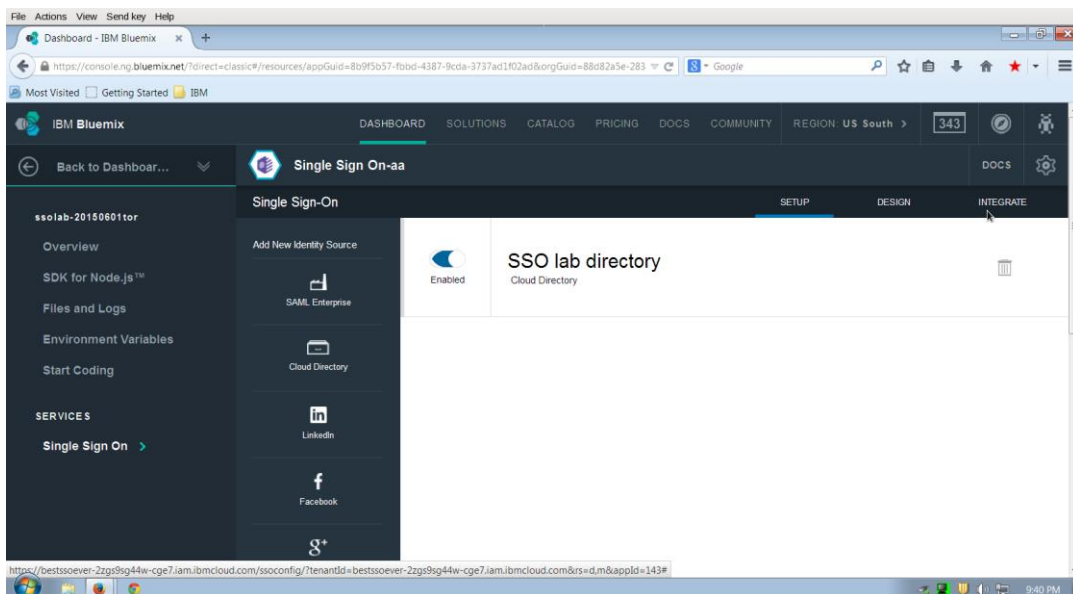 File Actions View Send key Help
Dashboard - IBM Bluemix × +
https://console.ng.bluemix.net/?direct=classic#/resources/appGuid=8b9f5b57-fbbd-4387-9cda-3737ad1f02ad&orgGuid=88d82a5e-283 Google
Most Visited Getting Started IBM
IBM Bluemix DASHBOARD SOLUTIONS CATALOG PRICING DOCS COMMUNITY REGION: US South > 343
Back to Dashboar... Single Sign On-aa DOCS
Single Sign-On SETUP DESIGN INTEGRATE
ssolab-20150601tor
Overview
SDK for Node.js™
Files and Logs
Environment Variables
Start Coding
SERVICES
Single Sign On >
Add New Identity Source
SAML Enterprise
Cloud Directory
in
LinkedIn
f
Facebook
g+
Enabled
SSO lab directory
Cloud Directory
https://bestssoever-2zgs9sg44w-cge7.iam.ibmcloud.com/ssoconfig/?tenantId=bestssoever-2zgs9sg44w-cge7.iam.ibmcloud.com&rs=d,m&appId=143#
9:40 PM